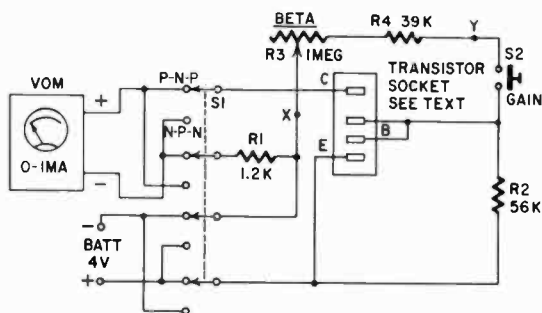 BETA
R3 1MEG
R4 39K
Y
S2
GAIN
P-N-P
S1
C
TRANSISTOR
SOCKET
SEE TEXT
VOM
+
0-1MA
-
N-P-N
X
B
E
R1
1.2K
R2
56K
-
BATT
4V
+